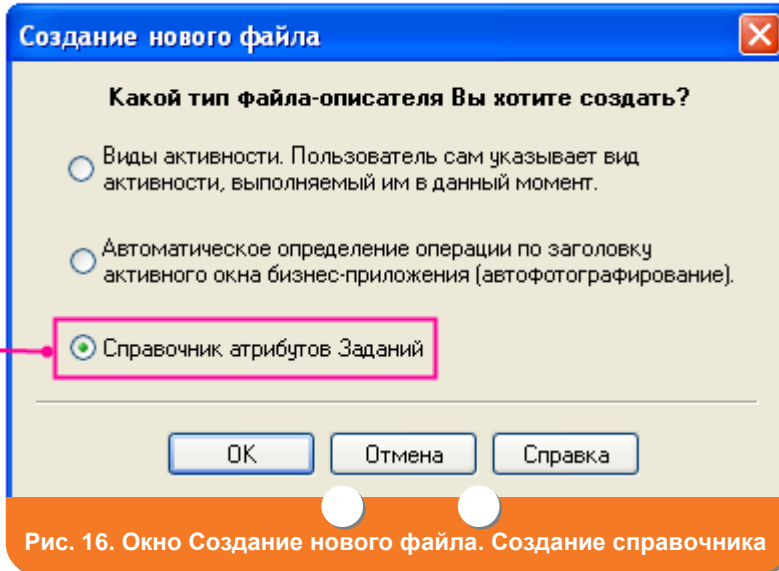 Создание нового файла
Какой тип файла-описателя Вы хотите создать?
Виды активности. Пользователь сам указывает вид
активности, выполняемый им в данный момент.
Автоматическое определение операции по заголовку
активного окна бизнес-приложения (автофотографирование).
Справочник атрибутов Заданий
OK Отмена Справка
Рис. 16. Окно Создание нового файла. Создание справочника